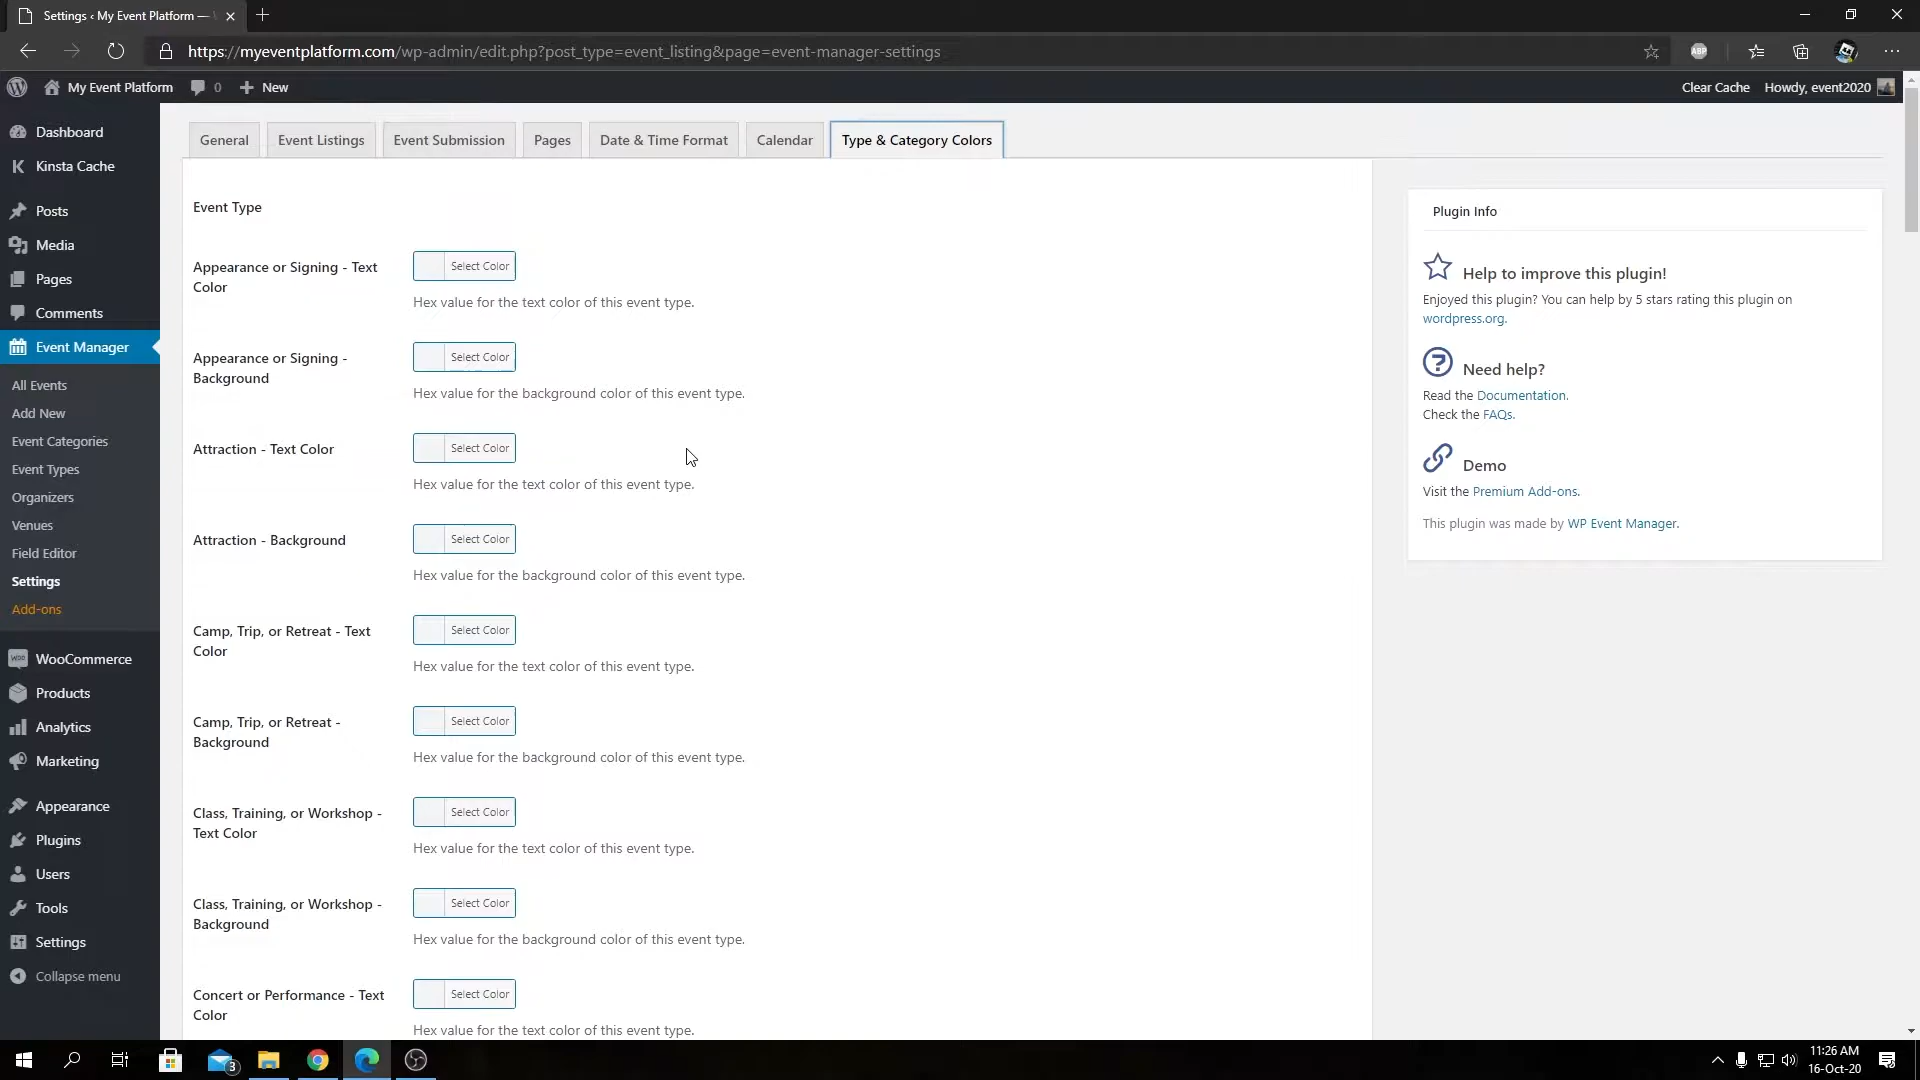 Settings ‹ My Event Platform —
https://myeventplatform.com/wp-admin/edit.php?post_type=event_listing&page=event-manager-settings
ABP
My Event Platform 0 New Clear Cache Howdy, event2020
Dashboard
Kinsta Cache
Posts
Media
Pages
Comments
Event Manager
All Events
Add New
Event Categories
Event Types
Organizers
Venues
Field Editor
Settings
Add-ons
WooCommerce
Products
Analytics
Marketing
Appearance
Plugins
Users
Tools
Settings
Collapse menu
General Event Listings Event Submission Pages Date & Time Format Calendar Type & Category Colors
Event Type
Appearance or Signing - Text
Color
Select Color
Hex value for the text color of this event type.
Appearance or Signing -
Background
Select Color
Hex value for the background color of this event type.
Attraction - Text Color
Select Color
Hex value for the text color of this event type.
Attraction - Background
Select Color
Hex value for the background color of this event type.
Camp, Trip, or Retreat - Text
Color
Select Color
Hex value for the text color of this event type.
Camp, Trip, or Retreat -
Background
Select Color
Hex value for the background color of this event type.
Class, Training, or Workshop -
Text Color
Select Color
Hex value for the text color of this event type.
Class, Training, or Workshop -
Background
Select Color
Hex value for the background color of this event type.
Concert or Performance - Text
Color
Select Color
Hex value for the text color of this event type.
Plugin Info
Help to improve this plugin!
Enjoyed this plugin? You can help by 5 stars rating this plugin on
wordpress.org.
Need help?
Read the Documentation.
Check the FAQs.
Demo
Visit the Premium Add-ons.
This plugin was made by WP Event Manager.
3
11:26 AM
16-Oct-20